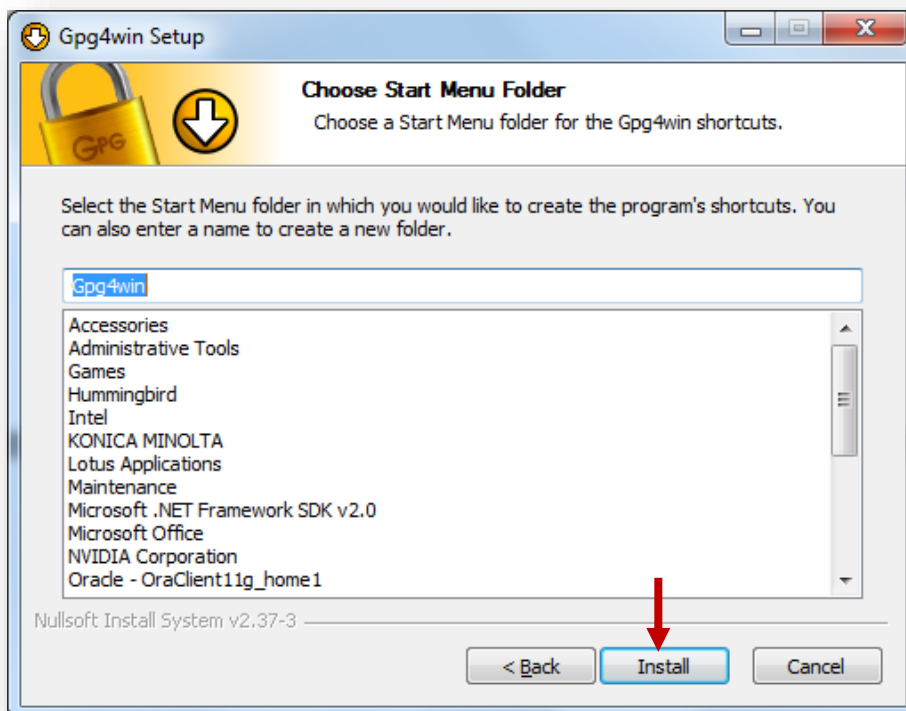 Gpg4win Setup
Choose Start Menu Folder
Choose a Start Menu folder for the Gpg4win shortcuts.
GPG
Select the Start Menu folder in which you would like to create the program's shortcuts. You
can also enter a name to create a new folder.
Gpg4win
Accessories
Administrative Tools
Games
Hummingbird
Intel
KONICA MINOLTA
Lotus Applications
Maintenance
Microsoft .NET Framework SDK v2.0
Microsoft Office
NVIDIA Corporation
Oracle - OraClient11g_home1
Nullsoft Install System v2.37-3
< Back Install Cancel